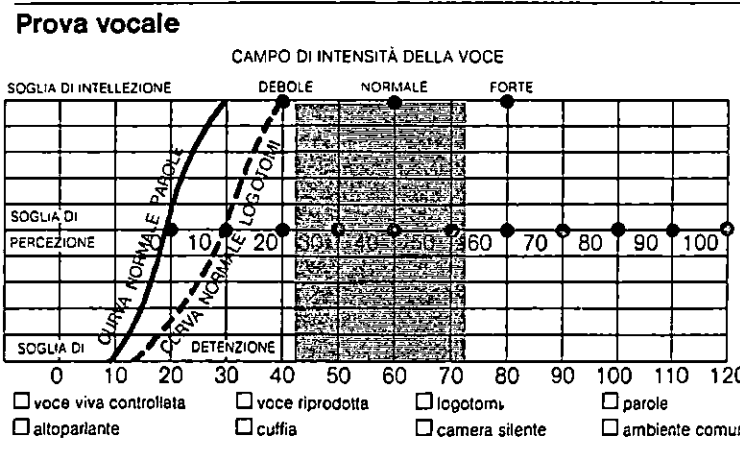 Prova vocale
CAMPO DI INTENSITÀ DELLA VOCE
SOGLIA DI INTELLEZIONE DEBOLE NORMALE FORTE
CURVA NORMALE PAROLE
CURVA NORMALE LOGOTOMI
SOGLIA DI
PERCEZIONE 10 20 30 40 50 60 70 80 90 100
SOGLIA DI DETENZIONE
0 10 20 30 40 50 60 70 80 90 100 110 120
☐ voce viva controllata ☐ voce riprodotta ☐ logotomi ☐ parole
☐ altoparlante ☐ cuffia ☐ camera silente ☐ ambiente comun